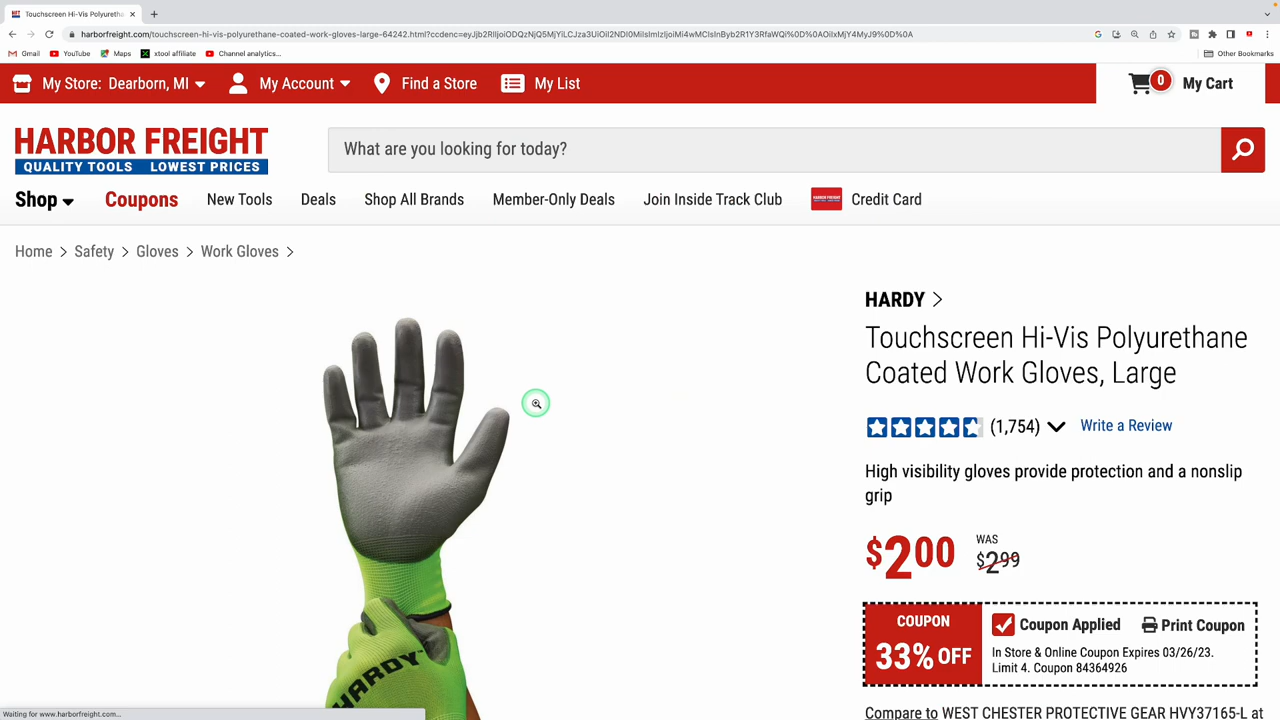 Touchscreen Hi-Vis Polyuretha
harborfreight.com/touchscreen-hi-vis-polyurethane-coated-work-gloves-large-64242.html
Gmail YouTube Maps xtool affiliate Channel analytics... Other Bookmarks
My Store: Dearborn, MI My Account Find a Store My List 0 My Cart
HARBOR FREIGHT
QUALITY TOOLS LOWEST PRICES
What are you looking for today?
Shop Coupons New Tools Deals Shop All Brands Member-Only Deals Join Inside Track Club HARBOR FREIGHT Credit Card
Home > Safety > Gloves > Work Gloves >
HARDY >
Touchscreen Hi-Vis Polyurethane
Coated Work Gloves, Large
(1,754) Write a Review
High visibility gloves provide protection and a nonslip
grip
$2.00 WAS
$2.99
COUPON
33% OFF
Coupon Applied Print Coupon
In Store & Online Coupon Expires 03/26/23.
Limit 4. Coupon 84364926
Compare to WEST CHESTER PROTECTIVE GEAR HVY37165-L at
HARDY
Waiting for www.harborfreight.com...